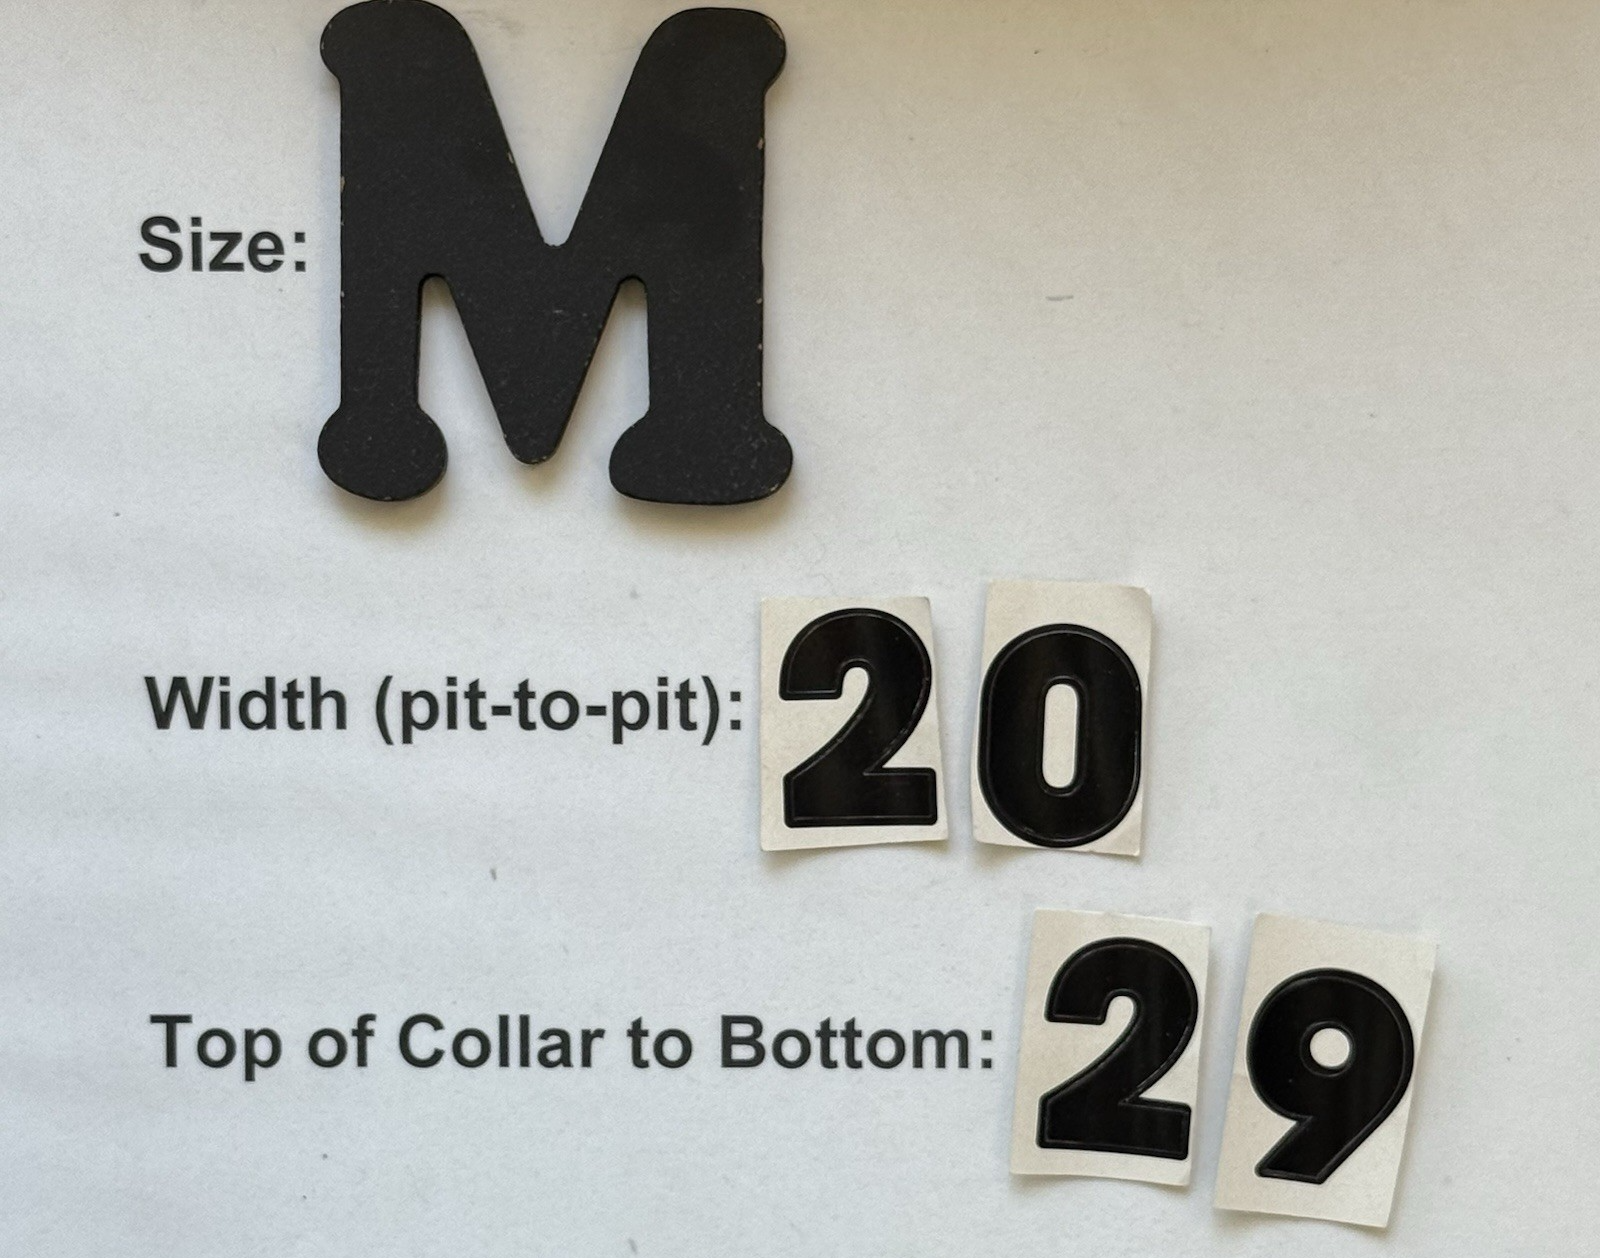 Size: M
Width (pit-to-pit): 20
Top of Collar to Bottom: 29